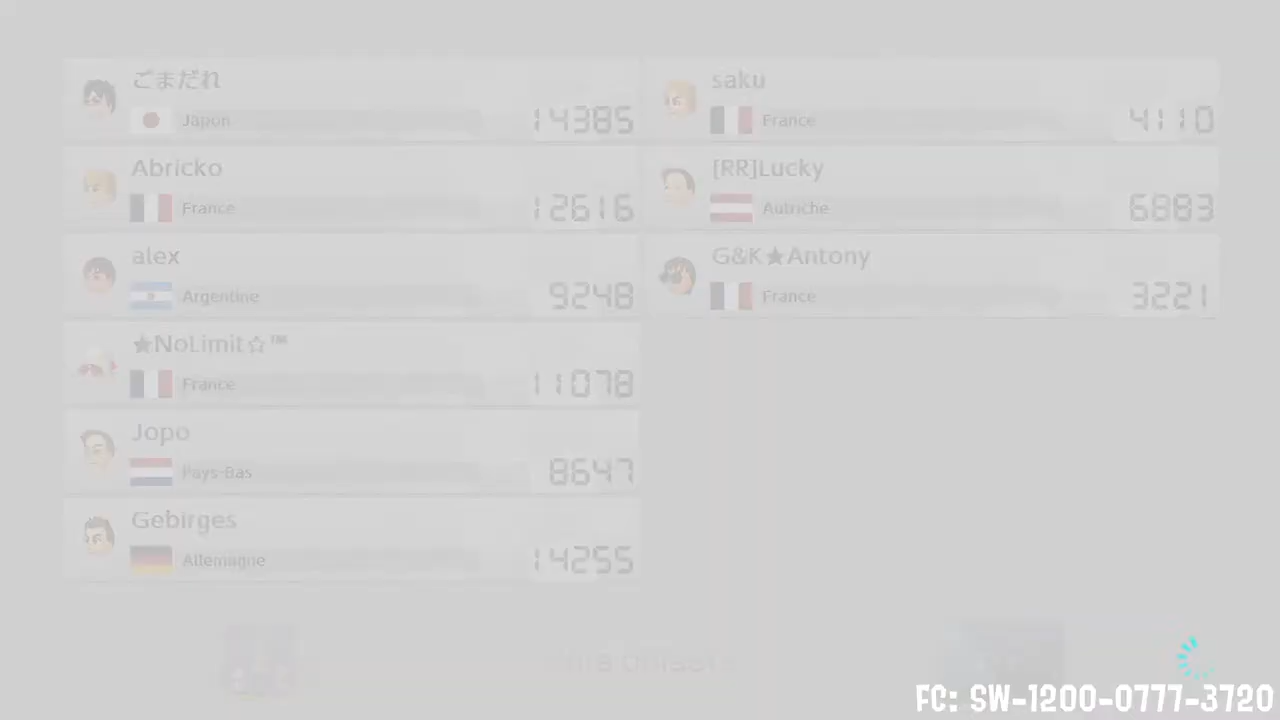 ごまだれ
Japon 14385
Abricko
France 12616
alex
Argentine 9248
★NoLimit☆™
France 11078
Jopo
Pays-Bas 8647
Gebirges
Allemagne 14255
saku
France 4110
[RR]Lucky
Autriche 6883
G&K★Antony
France 3221
FC: SW-1200-0777-3720